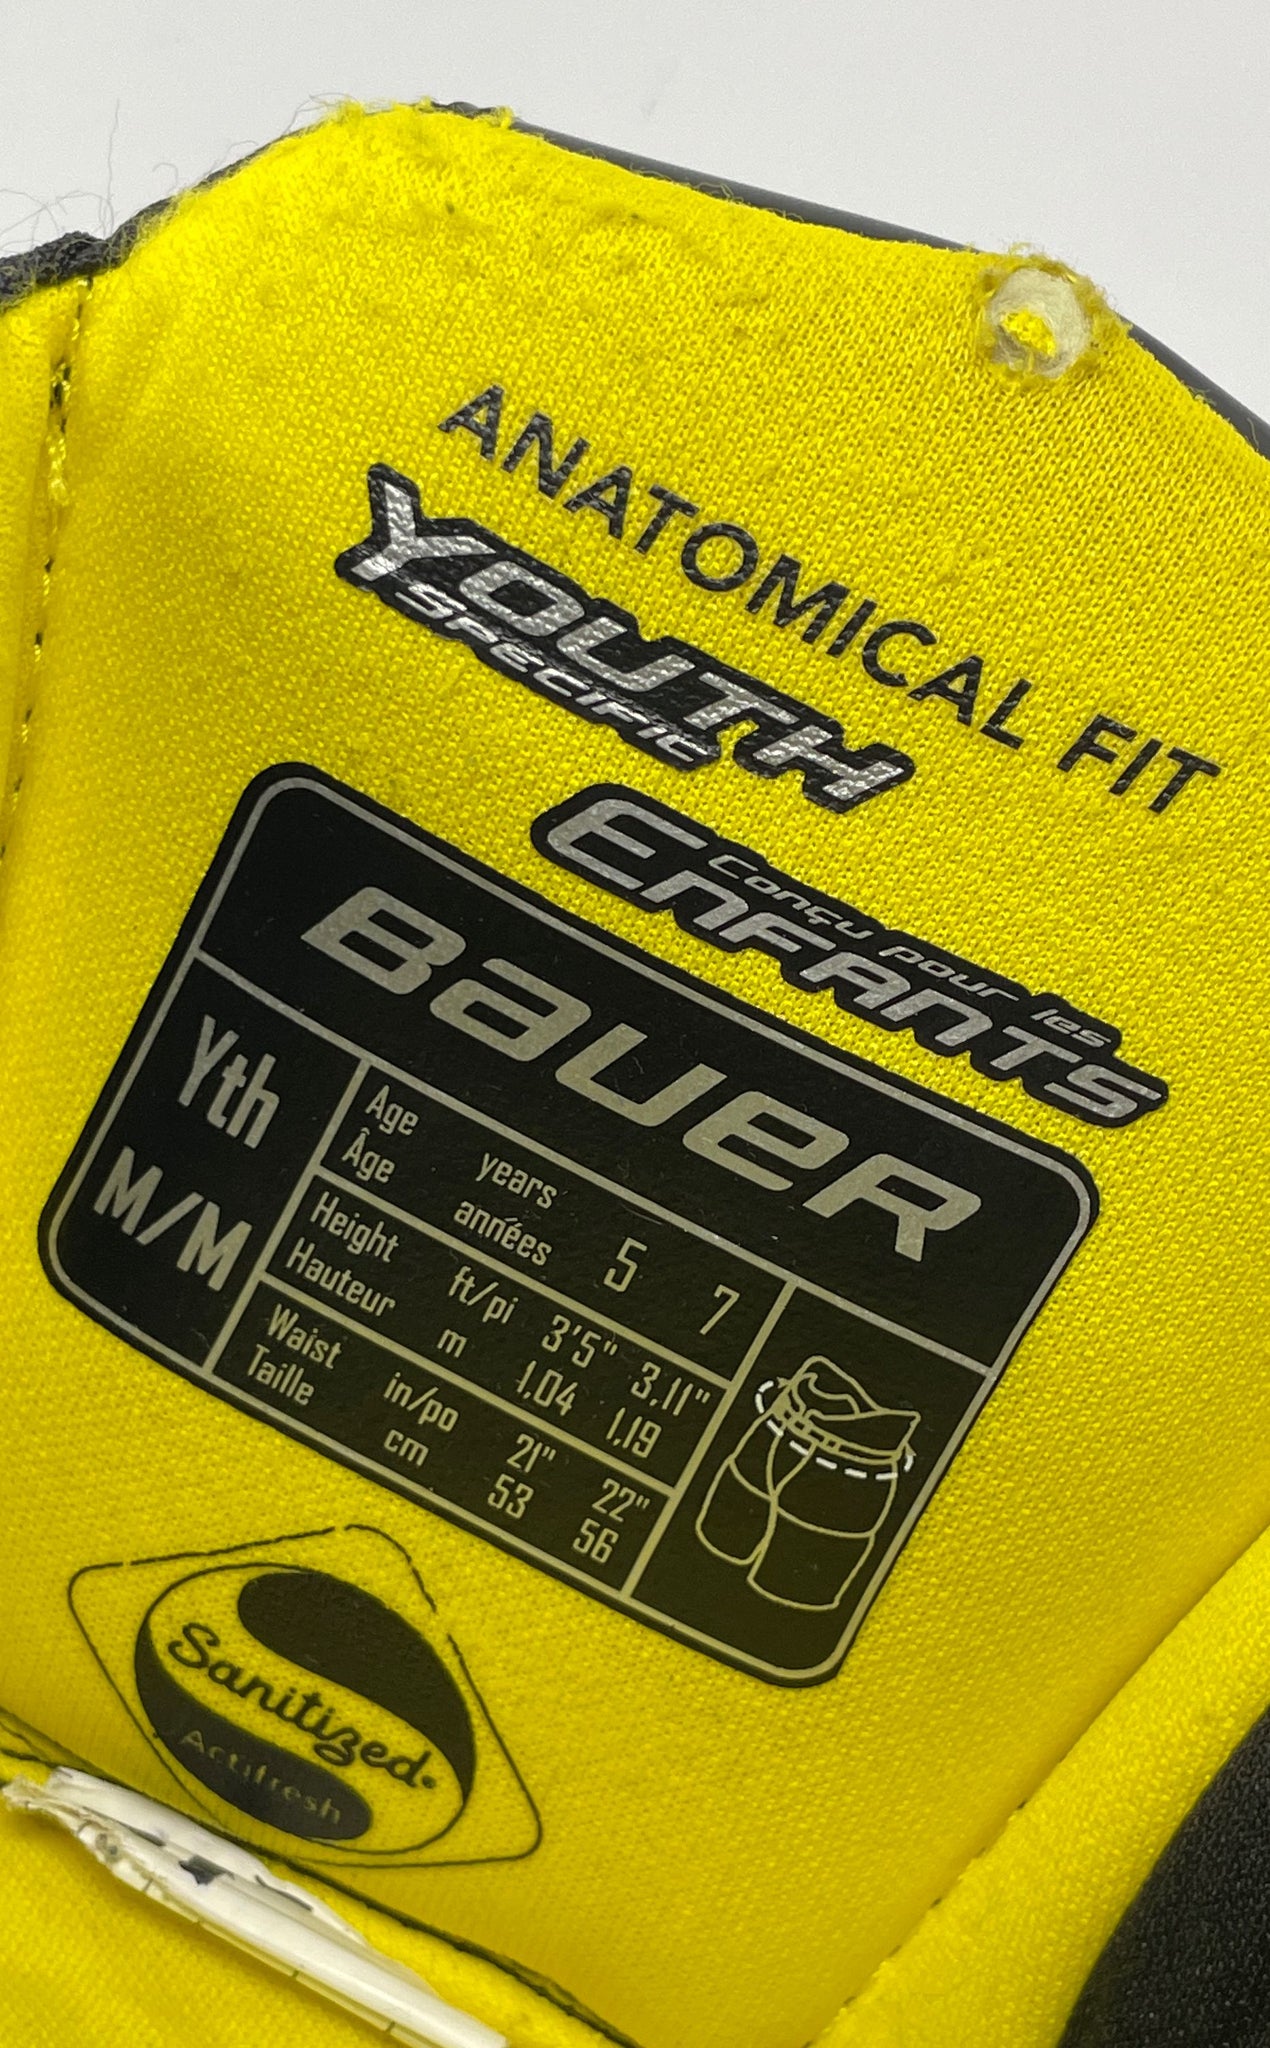 ANATOMICAL FIT
YOUTH
SPECIFIC
Conçu pour les
ENFANTS
BAUER
Yth
M/M
Age years 5 7
Âge années
Height ft/pi 3'5" 3.11"
Hauteur m 1.04 1.19
Waist in/po 21" 22"
Taille cm 53 56
Sanitized
Actifresh